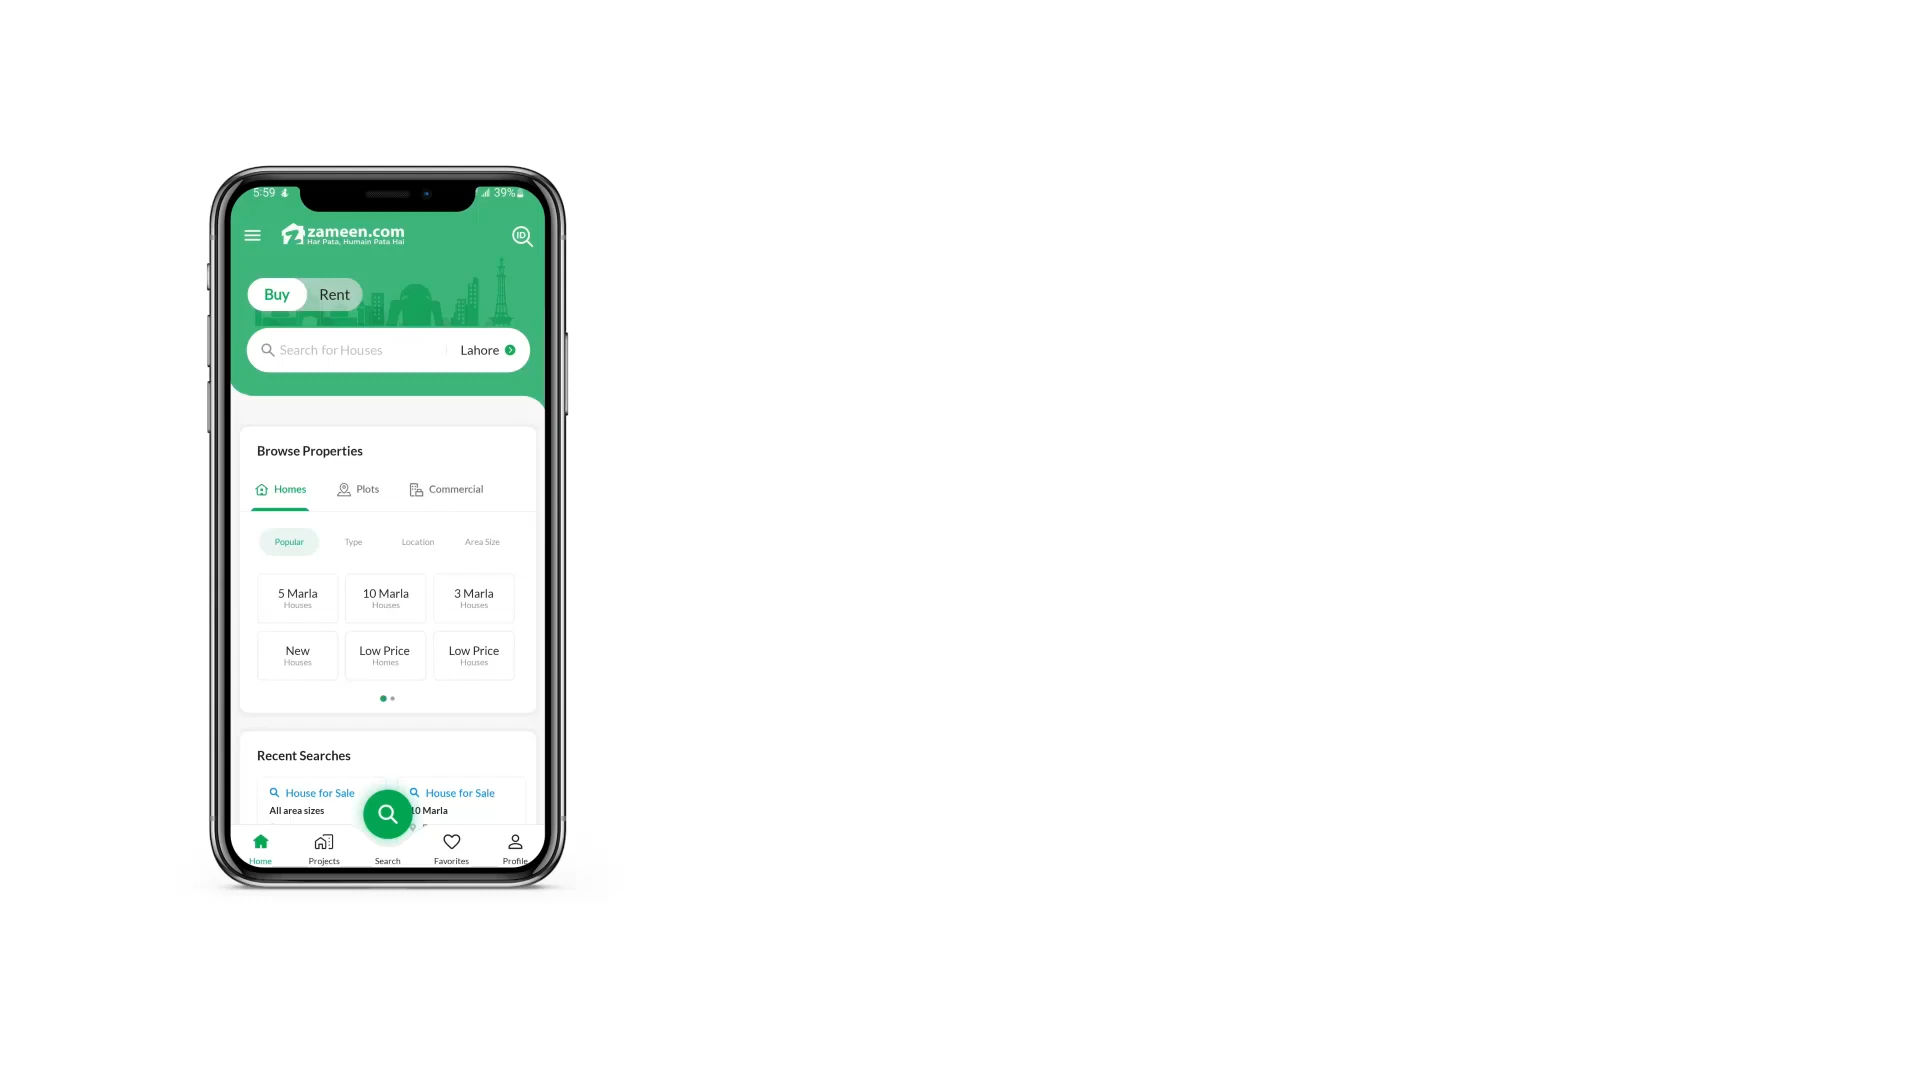 5:59 39%
zameen.com
Har Pata, Humain Pata Hai
ID
Buy Rent
Search for Houses Lahore
Browse Properties
Homes Plots Commercial
Popular Type Location Area Size
5 Marla 10 Marla 3 Marla
Houses Houses Houses
New Low Price Low Price
Houses Homes Houses
Recent Searches
House for Sale House for Sale
All area sizes 10 Marla
Home Projects Search Favorites Profile